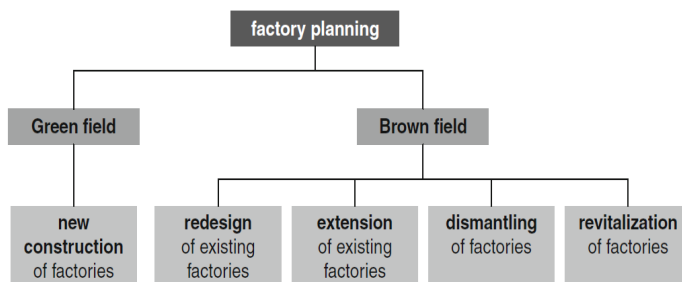 factory planning
Green field
Brown field
new
construction
of factories
redesign
of existing
factories
extension
of existing
factories
dismantling
of factories
revitalization
of factories